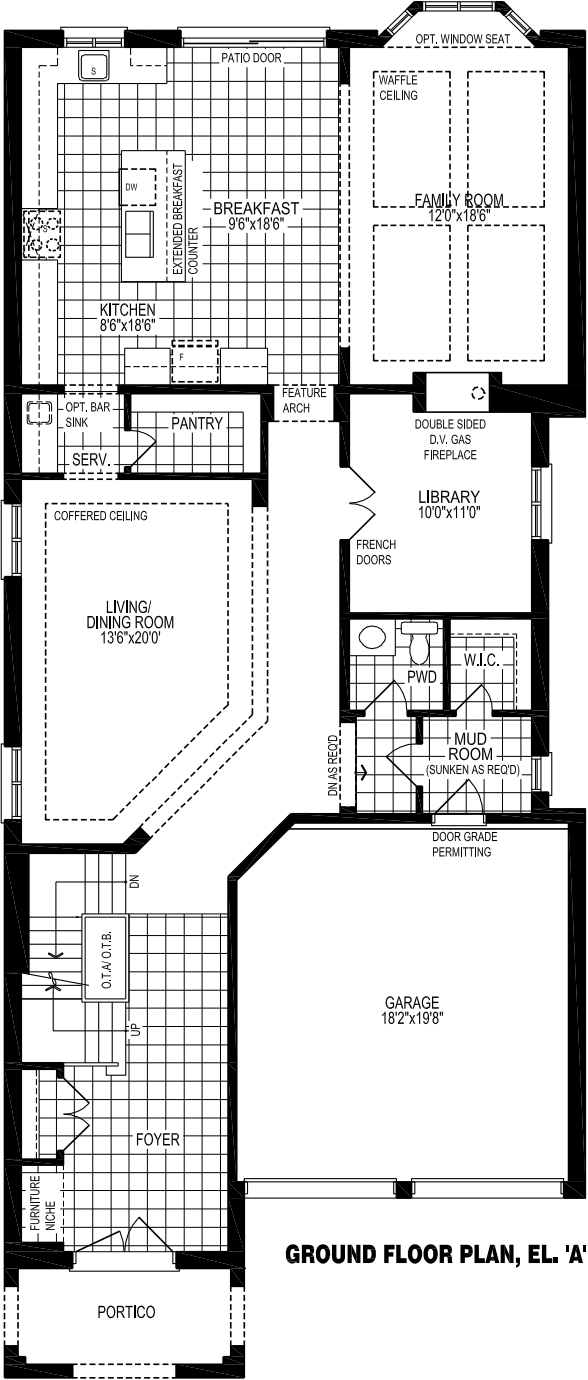 OPT. WINDOW SEAT
PATIO DOOR
S
WAFFLE
CEILING
DW
EXTENDED BREAKFAST
COUNTER
BREAKFAST
9'6"x18'6"
FAMILY ROOM
12'0"x18'6"
S
KITCHEN
8'6"x18'6"
F
OPT. BAR
SINK
SERV.
PANTRY
FEATURE
ARCH
DOUBLE SIDED
D.V. GAS
FIREPLACE
LIBRARY
10'0"x11'0"
FRENCH
DOORS
COFFERED CEILING
LIVING/
DINING ROOM
13'6"x20'0'
PWD
W.I.C.
DN AS REQ'D
MUD
ROOM
(SUNKEN AS REQ'D)
DOOR GRADE
PERMITTING
DN
O.T.A/ O.T.B.
UP
GARAGE
18'2"x19'8"
FOYER
FURNITURE
NICHE
GROUND FLOOR PLAN, EL. 'A'
PORTICO